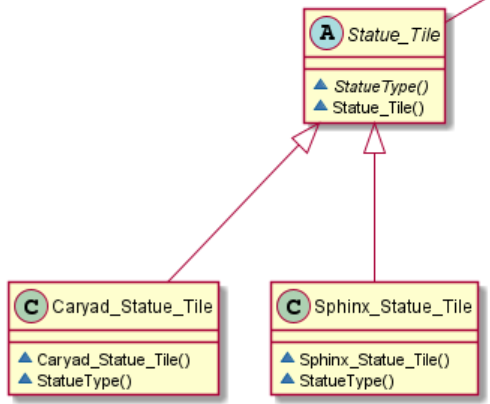 A Statue_Tile
StatueType()
Statue_Tile()
C Caryad_Statue_Tile
Caryad_Statue_Tile()
StatueType()
C Sphinx_Statue_Tile
Sphinx_Statue_Tile()
StatueType()